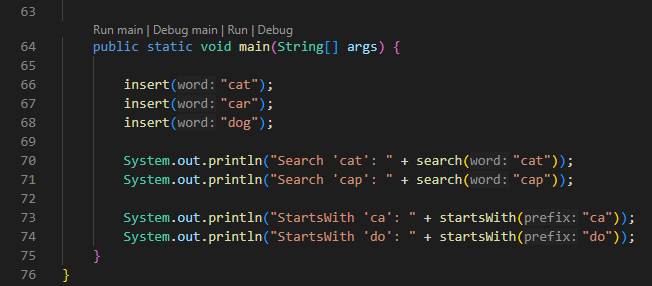 63
Run main | Debug main | Run | Debug
64 public static void main(String[] args) {
65
66 insert(word: "cat");
67 insert(word: "car");
68 insert(word: "dog");
69
70 System.out.println("Search 'cat': " + search(word: "cat"));
71 System.out.println("Search 'cap': " + search(word: "cap"));
72
73 System.out.println("StartsWith 'ca': " + startsWith(prefix: "ca"));
74 System.out.println("StartsWith 'do': " + startsWith(prefix: "do"));
75 }
76 }